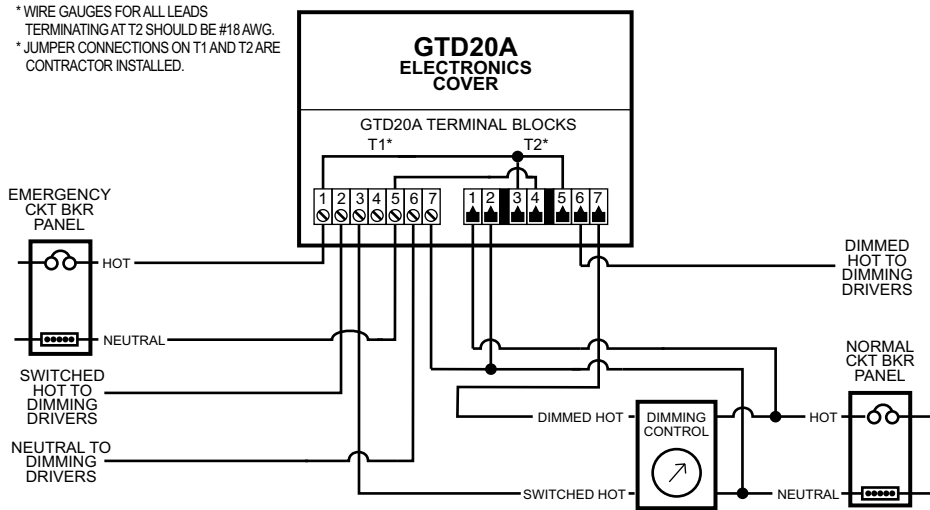 * WIRE GAUGES FOR ALL LEADS
TERMINATING AT T2 SHOULD BE #18 AWG.
* JUMPER CONNECTIONS ON T1 AND T2 ARE
CONTRACTOR INSTALLED.
GTD20A
ELECTRONICS
COVER
GTD20A TERMINAL BLOCKS
T1* T2*
1 2 3 4 5 6 7 1 2 3 4 5 6 7
EMERGENCY
CKT BKR
PANEL
HOT
NEUTRAL
SWITCHED
HOT TO
DIMMING
DRIVERS
NEUTRAL TO
DIMMING
DRIVERS
DIMMED
HOT TO
DIMMING
DRIVERS
NORMAL
CKT BKR
PANEL
DIMMED HOT
DIMMING
CONTROL
HOT
SWITCHED HOT
NEUTRAL